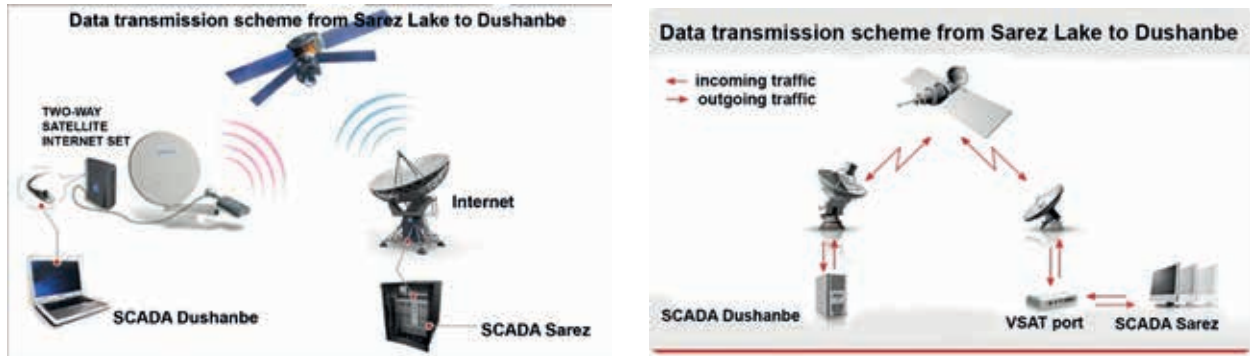 Data transmission scheme from Sarez Lake to Dushanbe
TWO-WAY
SATELLITE
INTERNET SET
Internet
SCADA Dushanbe
SCADA Sarez
Data transmission scheme from Sarez Lake to Dushanbe
incoming traffic
outgoing traffic
SCADA Dushanbe
VSAT port
SCADA Sarez